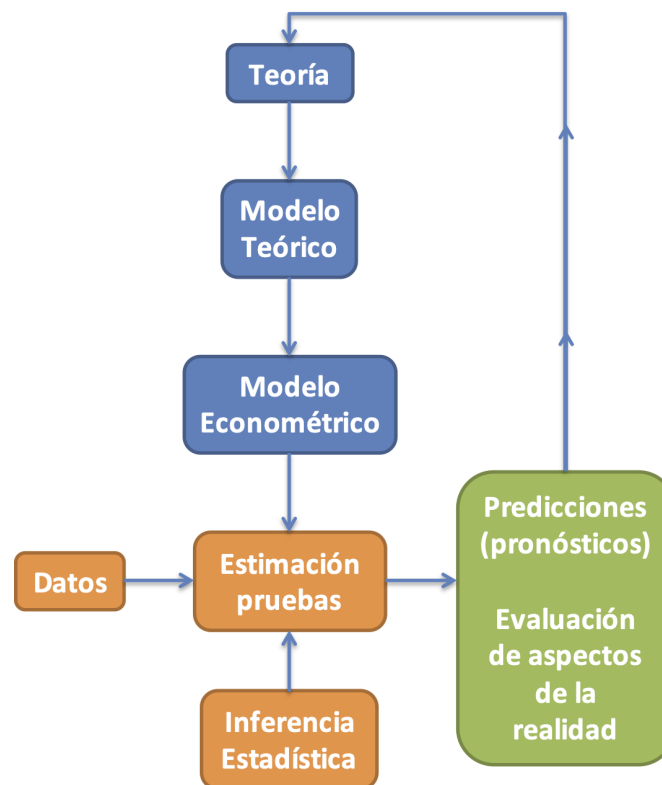 Teoría
Modelo
Teórico
Modelo
Econométrico
Datos
Estimación
pruebas
Inferencia
Estadística
Predicciones
(pronósticos)
Evaluación
de aspectos
de la
realidad